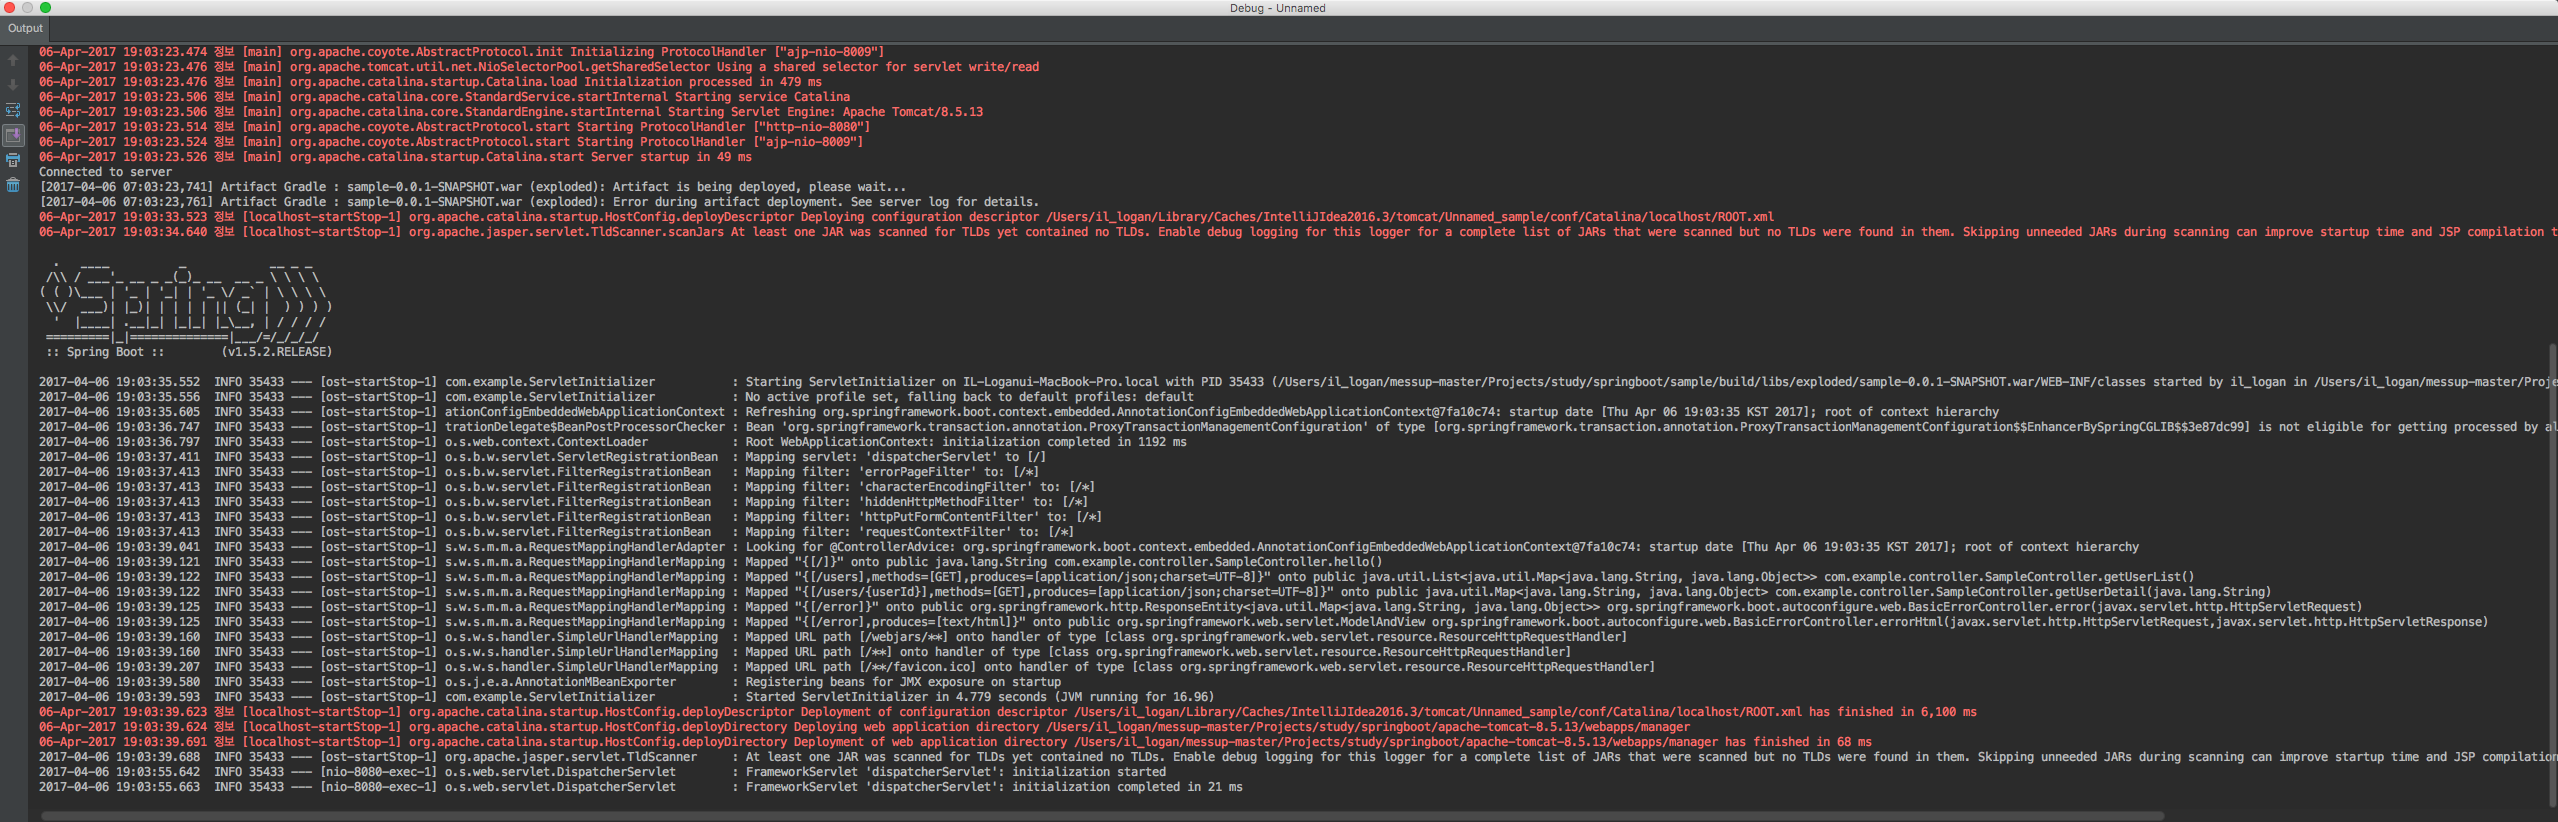 Debug - Unnamed
Output
06-Apr-2017 19:03:23.474 정보 [main] org.apache.coyote.AbstractProtocol.init Initializing ProtocolHandler ["ajp-nio-8009"]
06-Apr-2017 19:03:23.476 정보 [main] org.apache.tomcat.util.net.NioSelectorPool.getSharedSelector Using a shared selector for servlet write/read
06-Apr-2017 19:03:23.476 정보 [main] org.apache.catalina.startup.Catalina.load Initialization processed in 479 ms
06-Apr-2017 19:03:23.506 정보 [main] org.apache.catalina.core.StandardService.startInternal Starting service Catalina
06-Apr-2017 19:03:23.506 정보 [main] org.apache.catalina.core.StandardEngine.startInternal Starting Servlet Engine: Apache Tomcat/8.5.13
06-Apr-2017 19:03:23.514 정보 [main] org.apache.coyote.AbstractProtocol.start Starting ProtocolHandler ["http-nio-8080"]
06-Apr-2017 19:03:23.524 정보 [main] org.apache.coyote.AbstractProtocol.start Starting ProtocolHandler ["ajp-nio-8009"]
06-Apr-2017 19:03:23.526 정보 [main] org.apache.catalina.startup.Catalina.start Server startup in 49 ms
Connected to server
[2017-04-06 07:03:23,741] Artifact Gradle : sample-0.0.1-SNAPSHOT.war (exploded): Artifact is being deployed, please wait...
[2017-04-06 07:03:23,761] Artifact Gradle : sample-0.0.1-SNAPSHOT.war (exploded): Error during artifact deployment. See server log for details.
06-Apr-2017 19:03:33.523 정보 [localhost-startStop-1] org.apache.catalina.startup.HostConfig.deployDescriptor Deploying configuration descriptor /Users/il_logan/Library/Caches/IntelliJIdea2016.3/tomcat/Unnamed_sample/conf/Catalina/localhost/ROOT.xml
06-Apr-2017 19:03:34.640 정보 [localhost-startStop-1] org.apache.jasper.servlet.TldScanner.scanJars At least one JAR was scanned for TLDs yet contained no TLDs. Enable debug logging for this logger for a complete list of JARs that were scanned but no TLDs were found in them. Skipping unneeded JARs during scanning can improve startup time and JSP compilation t
  .   ____          _            __ _ _
 /\\ / ___'_ __ _ _(_)_ __  __ _ \ \ \ \
( ( )\___ | '_ | '_| | '_ \/ _` | \ \ \ \
 \\/  ___)| |_)| | | | | || (_| |  ) ) ) )
  '  |____| .__|_| |_|_| |_\__, | / / / /
 =========|_|==============|___/=/_/_/_/
 :: Spring Boot ::        (v1.5.2.RELEASE)
2017-04-06 19:03:35.552  INFO 35433 --- [ost-startStop-1] com.example.ServletInitializer           : Starting ServletInitializer on IL-Loganui-MacBook-Pro.local with PID 35433 (/Users/il_logan/messup-master/Projects/study/springboot/sample/build/libs/exploded/sample-0.0.1-SNAPSHOT.war/WEB-INF/classes started by il_logan in /Users/il_logan/messup-master/Proje
2017-04-06 19:03:35.556  INFO 35433 --- [ost-startStop-1] com.example.ServletInitializer           : No active profile set, falling back to default profiles: default
2017-04-06 19:03:35.605  INFO 35433 --- [ost-startStop-1] ationConfigEmbeddedWebApplicationContext : Refreshing org.springframework.boot.context.embedded.AnnotationConfigEmbeddedWebApplicationContext@7fa10c74: startup date [Thu Apr 06 19:03:35 KST 2017]; root of context hierarchy
2017-04-06 19:03:36.747  INFO 35433 --- [ost-startStop-1] trationDelegate$BeanPostProcessorChecker : Bean 'org.springframework.transaction.annotation.ProxyTransactionManagementConfiguration' of type [org.springframework.transaction.annotation.ProxyTransactionManagementConfiguration$$EnhancerBySpringCGLIB$$3e87dc99] is not eligible for getting processed by al
2017-04-06 19:03:36.797  INFO 35433 --- [ost-startStop-1] o.s.web.context.ContextLoader            : Root WebApplicationContext: initialization completed in 1192 ms
2017-04-06 19:03:37.411  INFO 35433 --- [ost-startStop-1] o.s.b.w.servlet.ServletRegistrationBean  : Mapping servlet: 'dispatcherServlet' to [/]
2017-04-06 19:03:37.413  INFO 35433 --- [ost-startStop-1] o.s.b.w.servlet.FilterRegistrationBean   : Mapping filter: 'errorPageFilter' to: [/*]
2017-04-06 19:03:37.413  INFO 35433 --- [ost-startStop-1] o.s.b.w.servlet.FilterRegistrationBean   : Mapping filter: 'characterEncodingFilter' to: [/*]
2017-04-06 19:03:37.413  INFO 35433 --- [ost-startStop-1] o.s.b.w.servlet.FilterRegistrationBean   : Mapping filter: 'hiddenHttpMethodFilter' to: [/*]
2017-04-06 19:03:37.413  INFO 35433 --- [ost-startStop-1] o.s.b.w.servlet.FilterRegistrationBean   : Mapping filter: 'httpPutFormContentFilter' to: [/*]
2017-04-06 19:03:37.413  INFO 35433 --- [ost-startStop-1] o.s.b.w.servlet.FilterRegistrationBean   : Mapping filter: 'requestContextFilter' to: [/*]
2017-04-06 19:03:39.041  INFO 35433 --- [ost-startStop-1] s.w.s.m.m.a.RequestMappingHandlerAdapter : Looking for @ControllerAdvice: org.springframework.boot.context.embedded.AnnotationConfigEmbeddedWebApplicationContext@7fa10c74: startup date [Thu Apr 06 19:03:35 KST 2017]; root of context hierarchy
2017-04-06 19:03:39.121  INFO 35433 --- [ost-startStop-1] s.w.s.m.m.a.RequestMappingHandlerMapping : Mapped "{[/]}" onto public java.lang.String com.example.controller.SampleController.hello()
2017-04-06 19:03:39.122  INFO 35433 --- [ost-startStop-1] s.w.s.m.m.a.RequestMappingHandlerMapping : Mapped "{[/users],methods=[GET],produces=[application/json;charset=UTF-8]}" onto public java.util.List<java.util.Map<java.lang.String, java.lang.Object>> com.example.controller.SampleController.getUserList()
2017-04-06 19:03:39.122  INFO 35433 --- [ost-startStop-1] s.w.s.m.m.a.RequestMappingHandlerMapping : Mapped "{[/users/{userId}],methods=[GET],produces=[application/json;charset=UTF-8]}" onto public java.util.Map<java.lang.String, java.lang.Object> com.example.controller.SampleController.getUserDetail(java.lang.String)
2017-04-06 19:03:39.125  INFO 35433 --- [ost-startStop-1] s.w.s.m.m.a.RequestMappingHandlerMapping : Mapped "{[/error]}" onto public org.springframework.http.ResponseEntity<java.util.Map<java.lang.String, java.lang.Object>> org.springframework.boot.autoconfigure.web.BasicErrorController.error(javax.servlet.http.HttpServletRequest)
2017-04-06 19:03:39.125  INFO 35433 --- [ost-startStop-1] s.w.s.m.m.a.RequestMappingHandlerMapping : Mapped "{[/error],produces=[text/html]}" onto public org.springframework.web.servlet.ModelAndView org.springframework.boot.autoconfigure.web.BasicErrorController.errorHtml(javax.servlet.http.HttpServletRequest,javax.servlet.http.HttpServletResponse)
2017-04-06 19:03:39.160  INFO 35433 --- [ost-startStop-1] o.s.w.s.handler.SimpleUrlHandlerMapping  : Mapped URL path [/webjars/**] onto handler of type [class org.springframework.web.servlet.resource.ResourceHttpRequestHandler]
2017-04-06 19:03:39.160  INFO 35433 --- [ost-startStop-1] o.s.w.s.handler.SimpleUrlHandlerMapping  : Mapped URL path [/**] onto handler of type [class org.springframework.web.servlet.resource.ResourceHttpRequestHandler]
2017-04-06 19:03:39.207  INFO 35433 --- [ost-startStop-1] o.s.w.s.handler.SimpleUrlHandlerMapping  : Mapped URL path [/**/favicon.ico] onto handler of type [class org.springframework.web.servlet.resource.ResourceHttpRequestHandler]
2017-04-06 19:03:39.580  INFO 35433 --- [ost-startStop-1] o.s.j.e.a.AnnotationMBeanExporter        : Registering beans for JMX exposure on startup
2017-04-06 19:03:39.593  INFO 35433 --- [ost-startStop-1] com.example.ServletInitializer           : Started ServletInitializer in 4.779 seconds (JVM running for 16.96)
06-Apr-2017 19:03:39.623 정보 [localhost-startStop-1] org.apache.catalina.startup.HostConfig.deployDescriptor Deployment of configuration descriptor /Users/il_logan/Library/Caches/IntelliJIdea2016.3/tomcat/Unnamed_sample/conf/Catalina/localhost/ROOT.xml has finished in 6,100 ms
06-Apr-2017 19:03:39.624 정보 [localhost-startStop-1] org.apache.catalina.startup.HostConfig.deployDirectory Deploying web application directory /Users/il_logan/messup-master/Projects/study/springboot/apache-tomcat-8.5.13/webapps/manager
06-Apr-2017 19:03:39.691 정보 [localhost-startStop-1] org.apache.catalina.startup.HostConfig.deployDirectory Deployment of web application directory /Users/il_logan/messup-master/Projects/study/springboot/apache-tomcat-8.5.13/webapps/manager has finished in 68 ms
2017-04-06 19:03:39.688  INFO 35433 --- [ost-startStop-1] org.apache.jasper.servlet.TldScanner     : At least one JAR was scanned for TLDs yet contained no TLDs. Enable debug logging for this logger for a complete list of JARs that were scanned but no TLDs were found in them. Skipping unneeded JARs during scanning can improve startup time and JSP compilation
2017-04-06 19:03:55.642  INFO 35433 --- [nio-8080-exec-1] o.s.web.servlet.DispatcherServlet        : FrameworkServlet 'dispatcherServlet': initialization started
2017-04-06 19:03:55.663  INFO 35433 --- [nio-8080-exec-1] o.s.web.servlet.DispatcherServlet        : FrameworkServlet 'dispatcherServlet': initialization completed in 21 ms